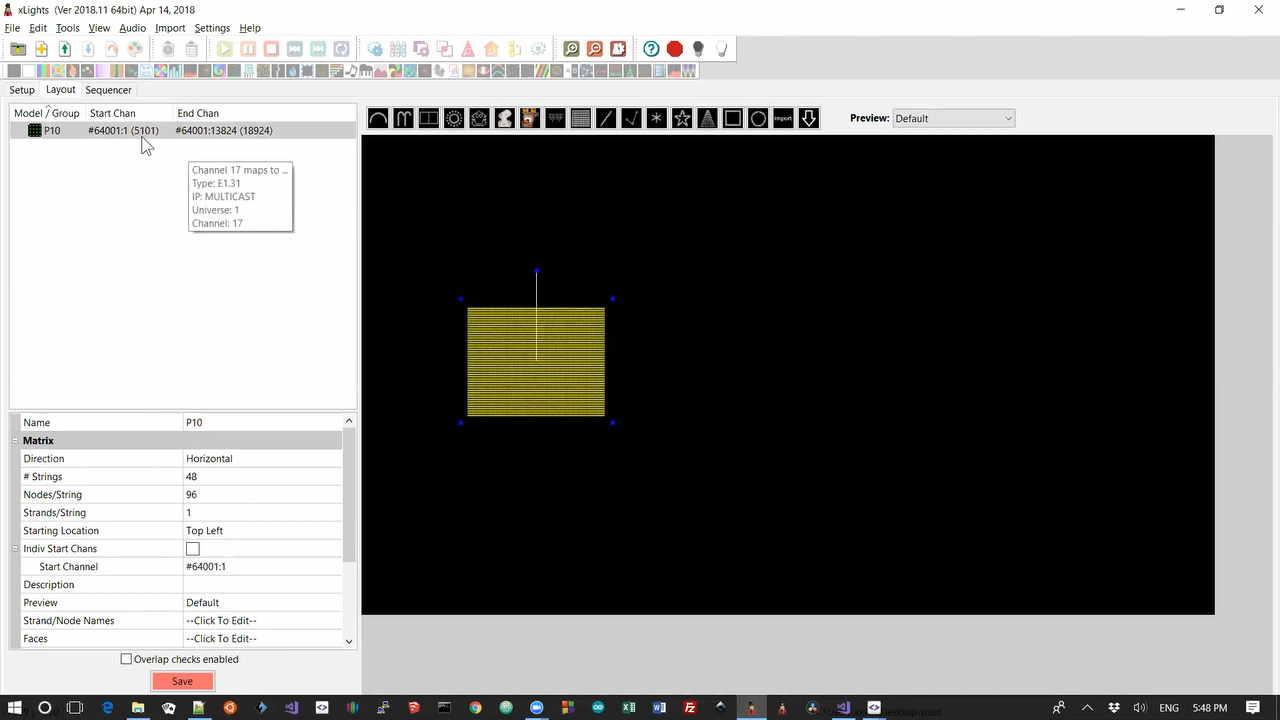 xLights (Ver 2018.11 64bit) Apr 14, 2018
File Edit Tools View Audio Import Settings Help
Setup Layout Sequencer
Model / Group Start Chan End Chan
P10 #64001:1 (5101) #64001:13824 (18924)
Import
Preview: Default
Channel 17 maps to ...
Type: E1.31
IP: MULTICAST
Universe: 1
Channel: 17
Name P10
Matrix
Direction Horizontal
# Strings 48
Nodes/String 96
Strands/String 1
Starting Location Top Left
Indiv Start Chans
Start Channel #64001:1
Description
Preview Default
Strand/Node Names --Click To Edit--
Faces --Click To Edit--
Overlap checks enabled
Save
ENG 5:48 PM